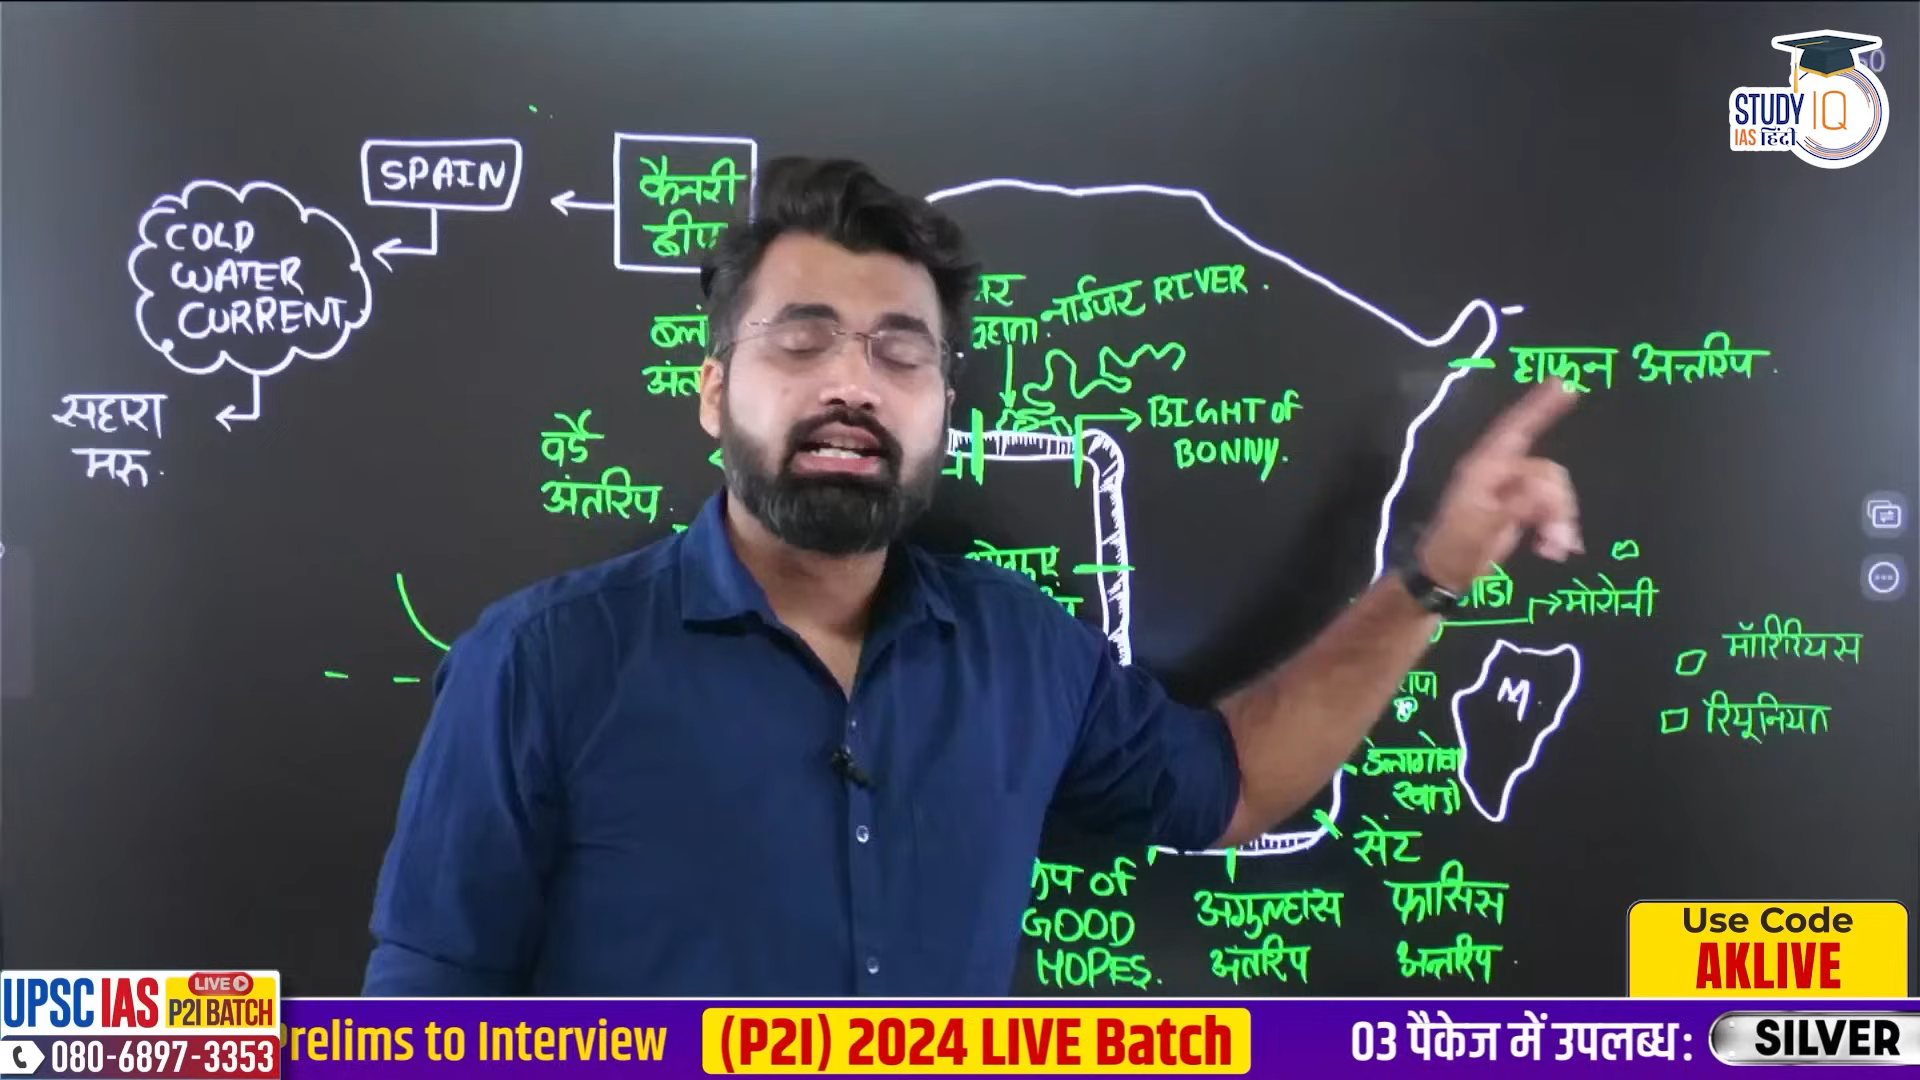 STUDY IQ
IAS हिंदी
SPAIN
कैनरी
द्वीप
COLD
WATER
CURRENT
सहारा
मरु.
वर्डे
अंतरिप.
नाईजर RIVER.
BIGHT of
BONNY.
हाफून अन्तरिप.
मोरोनी
मॉरिरियस
रियूनियन
M
डेलागोवा
खाड़ी
सेंट
फ्रासिस
अन्तरिप.
of
GOOD
HOPES.
अगुल्हास
अंतरिप
Use Code
AKLIVE
UPSC IAS LIVE
P2I BATCH
080-6897-3353
Prelims to Interview
(P2I) 2024 LIVE Batch
03 पैकेज में उपलब्ध: SILVER